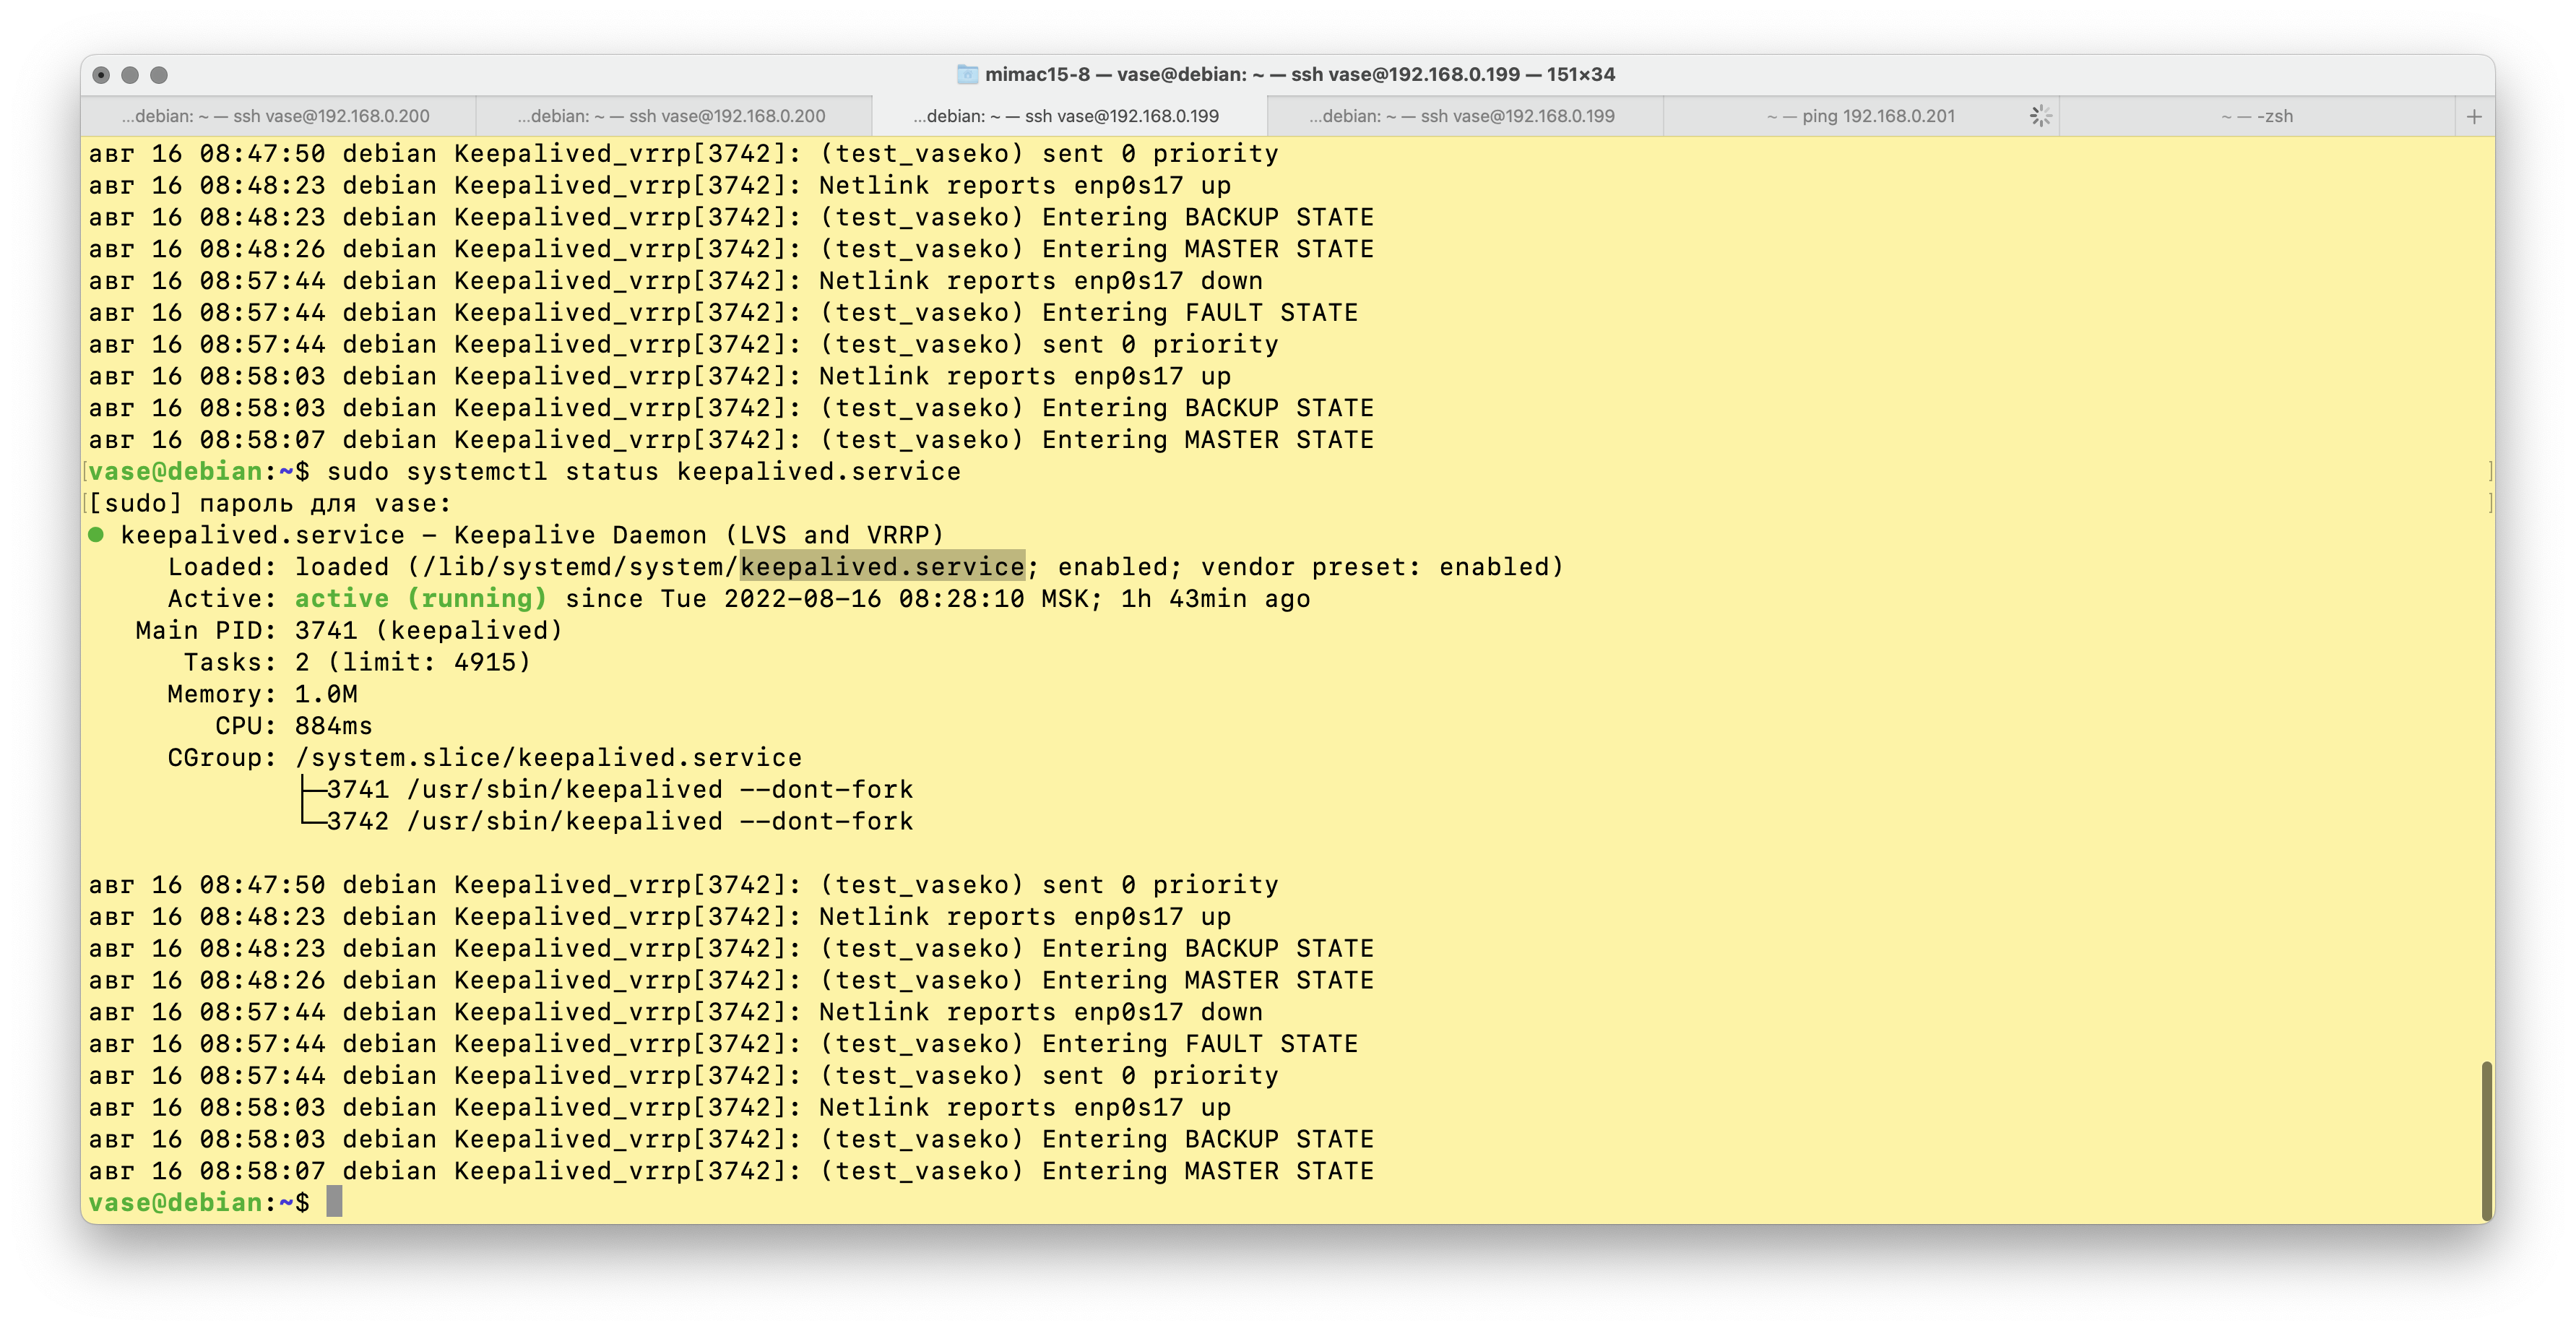 mimac15-8 — vase@debian: ~ — ssh vase@192.168.0.199 — 151×34
...debian: ~ — ssh vase@192.168.0.200
...debian: ~ — ssh vase@192.168.0.200
...debian: ~ — ssh vase@192.168.0.199
...debian: ~ — ssh vase@192.168.0.199
~ — ping 192.168.0.201
~ — -zsh
+
авг 16 08:47:50 debian Keepalived_vrrp[3742]: (test_vaseko) sent 0 priority
авг 16 08:48:23 debian Keepalived_vrrp[3742]: Netlink reports enp0s17 up
авг 16 08:48:23 debian Keepalived_vrrp[3742]: (test_vaseko) Entering BACKUP STATE
авг 16 08:48:26 debian Keepalived_vrrp[3742]: (test_vaseko) Entering MASTER STATE
авг 16 08:57:44 debian Keepalived_vrrp[3742]: Netlink reports enp0s17 down
авг 16 08:57:44 debian Keepalived_vrrp[3742]: (test_vaseko) Entering FAULT STATE
авг 16 08:57:44 debian Keepalived_vrrp[3742]: (test_vaseko) sent 0 priority
авг 16 08:58:03 debian Keepalived_vrrp[3742]: Netlink reports enp0s17 up
авг 16 08:58:03 debian Keepalived_vrrp[3742]: (test_vaseko) Entering BACKUP STATE
авг 16 08:58:07 debian Keepalived_vrrp[3742]: (test_vaseko) Entering MASTER STATE
[vase@debian:~$ sudo systemctl status keepalived.service ]
[[sudo] пароль для vase: ]
● keepalived.service - Keepalive Daemon (LVS and VRRP)
     Loaded: loaded (/lib/systemd/system/keepalived.service; enabled; vendor preset: enabled)
     Active: active (running) since Tue 2022-08-16 08:28:10 MSK; 1h 43min ago
   Main PID: 3741 (keepalived)
      Tasks: 2 (limit: 4915)
     Memory: 1.0M
        CPU: 884ms
     CGroup: /system.slice/keepalived.service
             ├─3741 /usr/sbin/keepalived --dont-fork
             └─3742 /usr/sbin/keepalived --dont-fork
авг 16 08:47:50 debian Keepalived_vrrp[3742]: (test_vaseko) sent 0 priority
авг 16 08:48:23 debian Keepalived_vrrp[3742]: Netlink reports enp0s17 up
авг 16 08:48:23 debian Keepalived_vrrp[3742]: (test_vaseko) Entering BACKUP STATE
авг 16 08:48:26 debian Keepalived_vrrp[3742]: (test_vaseko) Entering MASTER STATE
авг 16 08:57:44 debian Keepalived_vrrp[3742]: Netlink reports enp0s17 down
авг 16 08:57:44 debian Keepalived_vrrp[3742]: (test_vaseko) Entering FAULT STATE
авг 16 08:57:44 debian Keepalived_vrrp[3742]: (test_vaseko) sent 0 priority
авг 16 08:58:03 debian Keepalived_vrrp[3742]: Netlink reports enp0s17 up
авг 16 08:58:03 debian Keepalived_vrrp[3742]: (test_vaseko) Entering BACKUP STATE
авг 16 08:58:07 debian Keepalived_vrrp[3742]: (test_vaseko) Entering MASTER STATE
vase@debian:~$